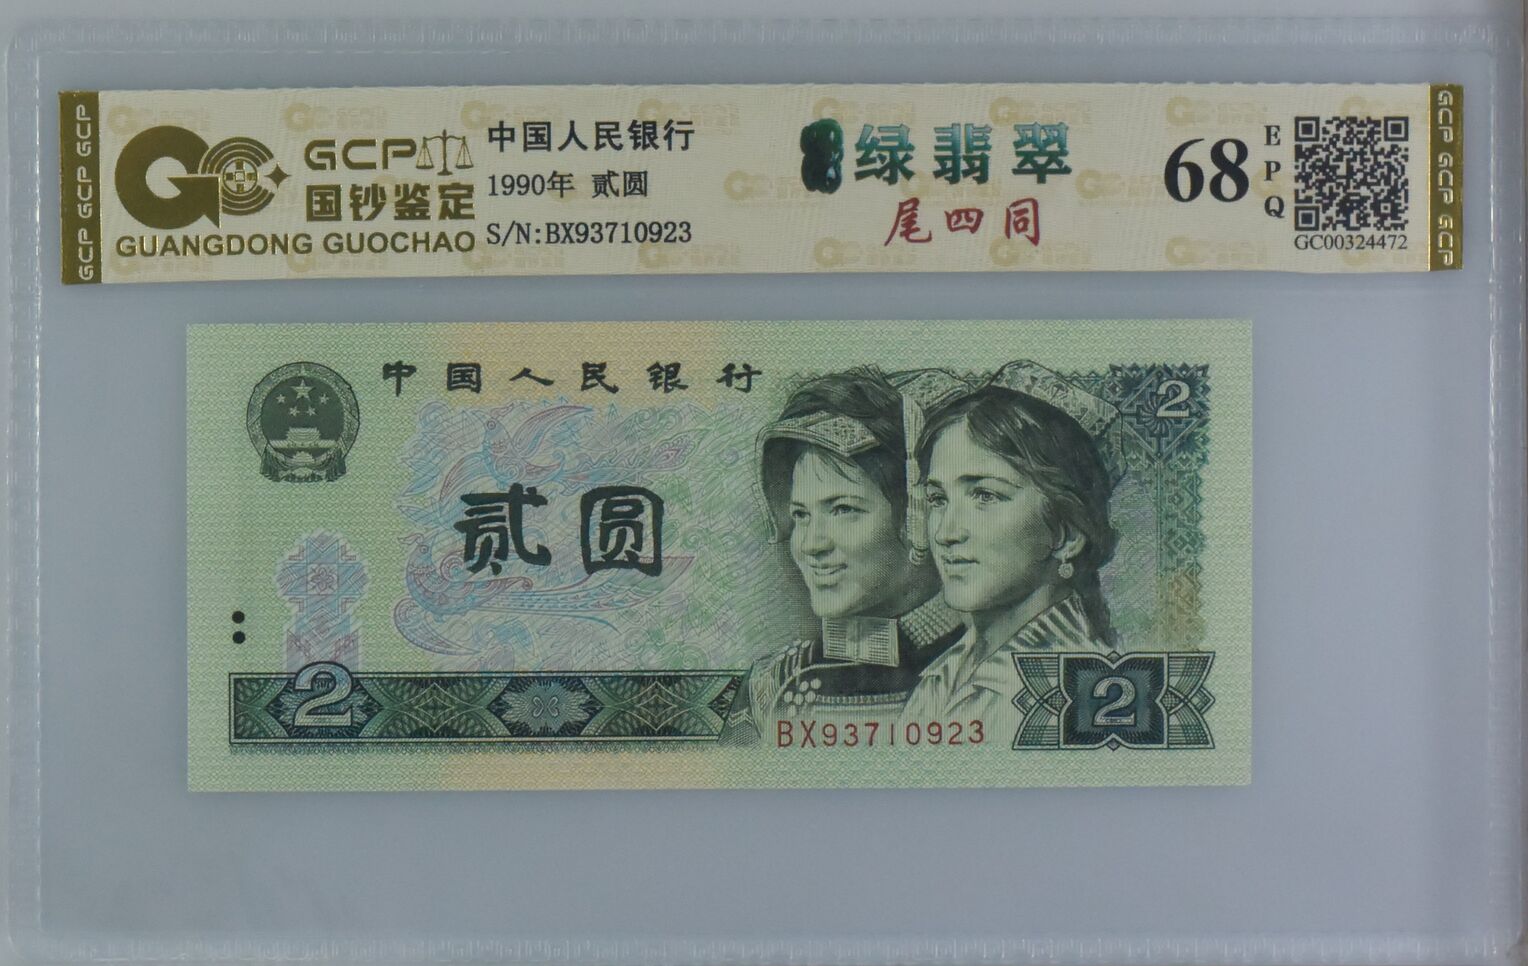 GCP GCP GCP
GCP
国钞鉴定
GUANGDONG GUOCHAO
中国人民银行
1990年 贰圆
S/N:BX93710923
绿翡翠
尾四同
68
EPQ
GC00324472
GCP GCP GCP
中国人民银行
2
贰圆
2
BX93710923
2